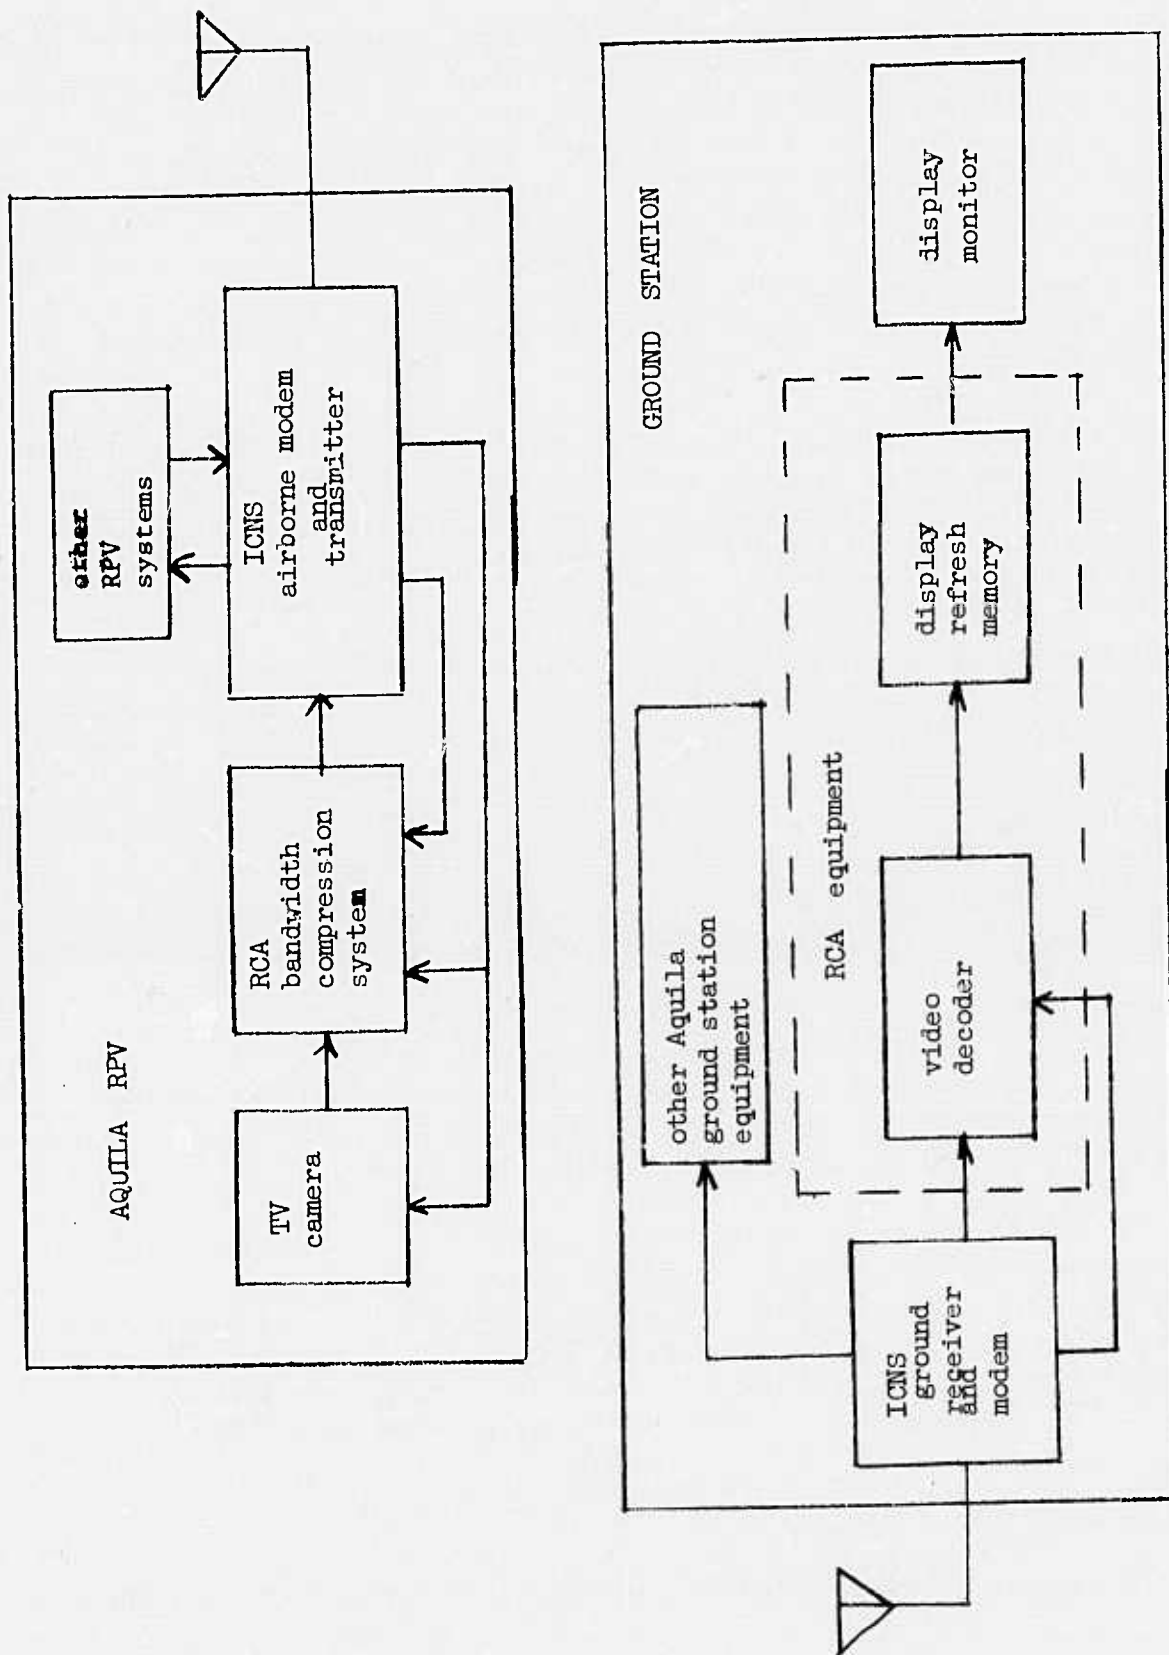 AQUILA RPV
TV
camera
RCA
bandwidth
compression
system
ICNS
airborne modem
and
transmitter
other
RPV
systems
GROUND STATION
other Aquila
ground station
equipment
RCA equipment
ICNS
ground
receiver
and
modem
video
decoder
display
refresh
memory
display
monitor